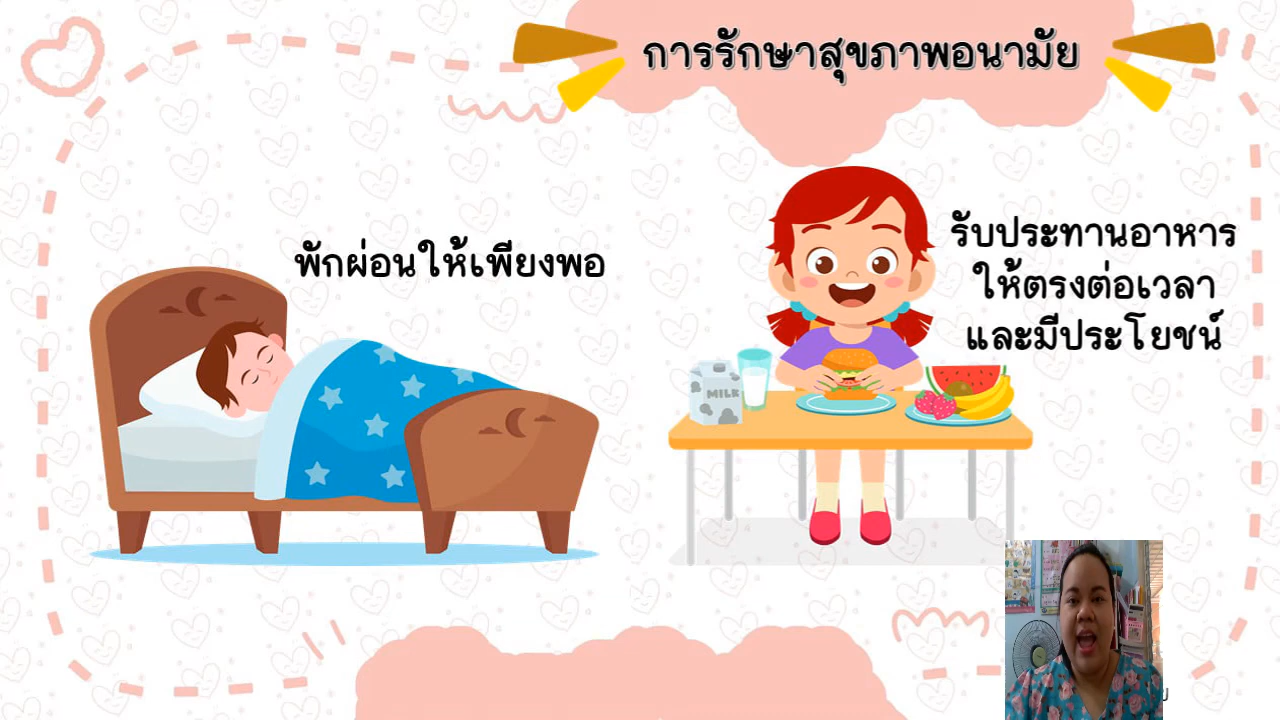 การรักษาสุขภาพอนามัย
พักผ่อนให้เพียงพอ
รับประทานอาหาร
ให้ตรงต่อเวลา
และมีประโยชน์
MILK